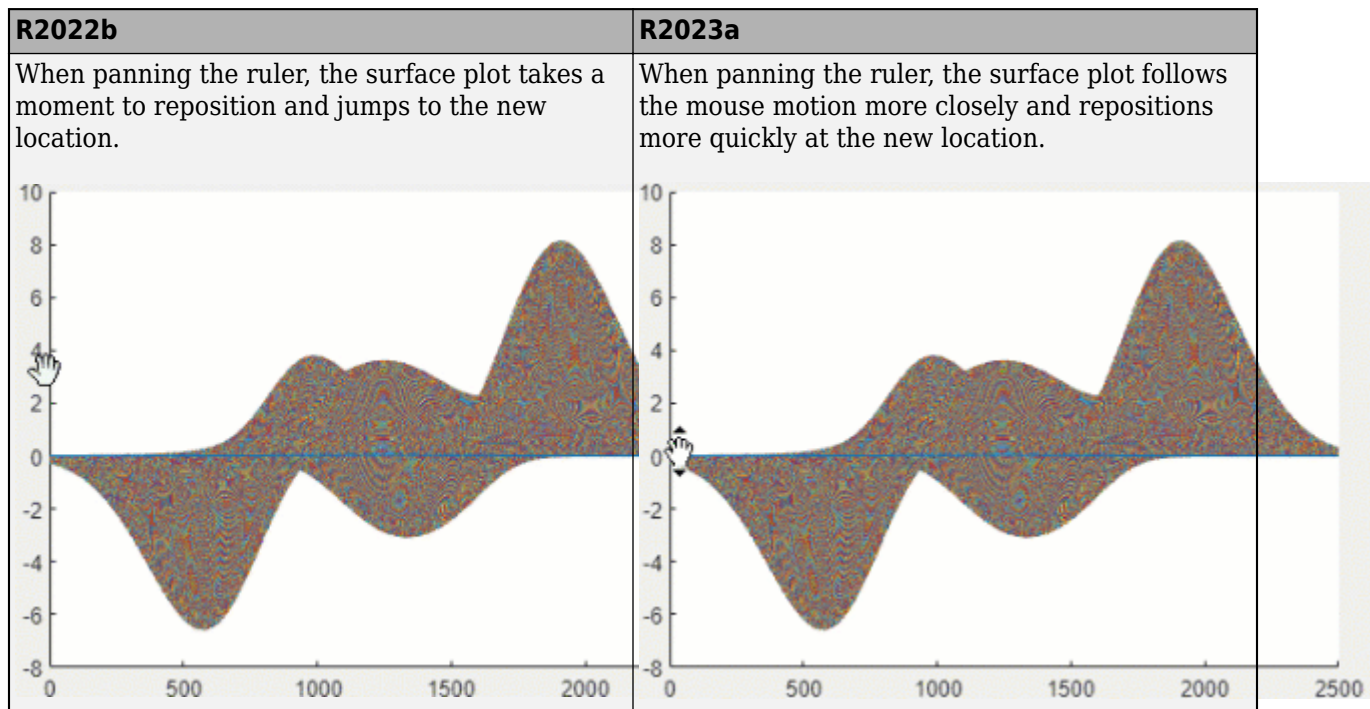 R2022b
When panning the ruler, the surface plot takes a
moment to reposition and jumps to the new
location.
10
8
6
4
2
0
-2
-4
-6
-8
0 500 1000 1500 2000
R2023a
When panning the ruler, the surface plot follows
the mouse motion more closely and repositions
more quickly at the new location.
10
8
6
4
2
0
-2
-4
-6
-8
0 500 1000 1500 2000 2500